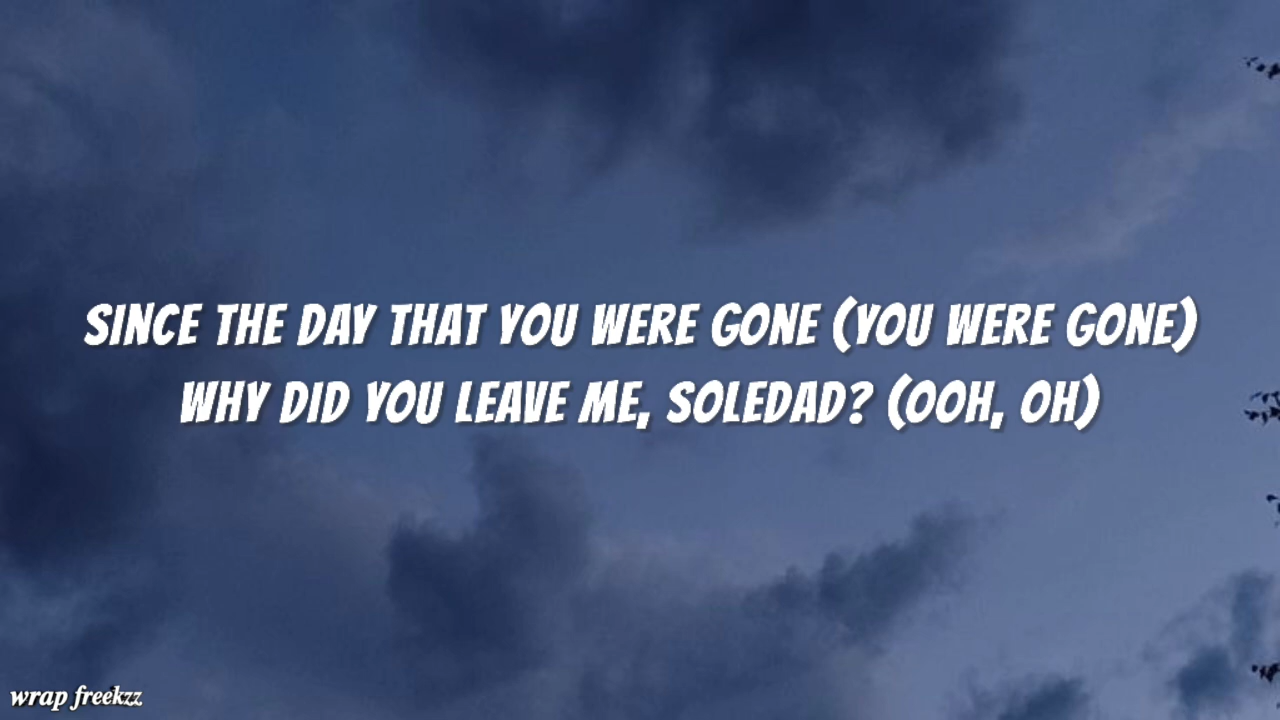 SINCE THE DAY THAT YOU WERE GONE (YOU WERE GONE)
WHY DID YOU LEAVE ME, SOLEDAD? (OOH, OH)
wrap freekzz